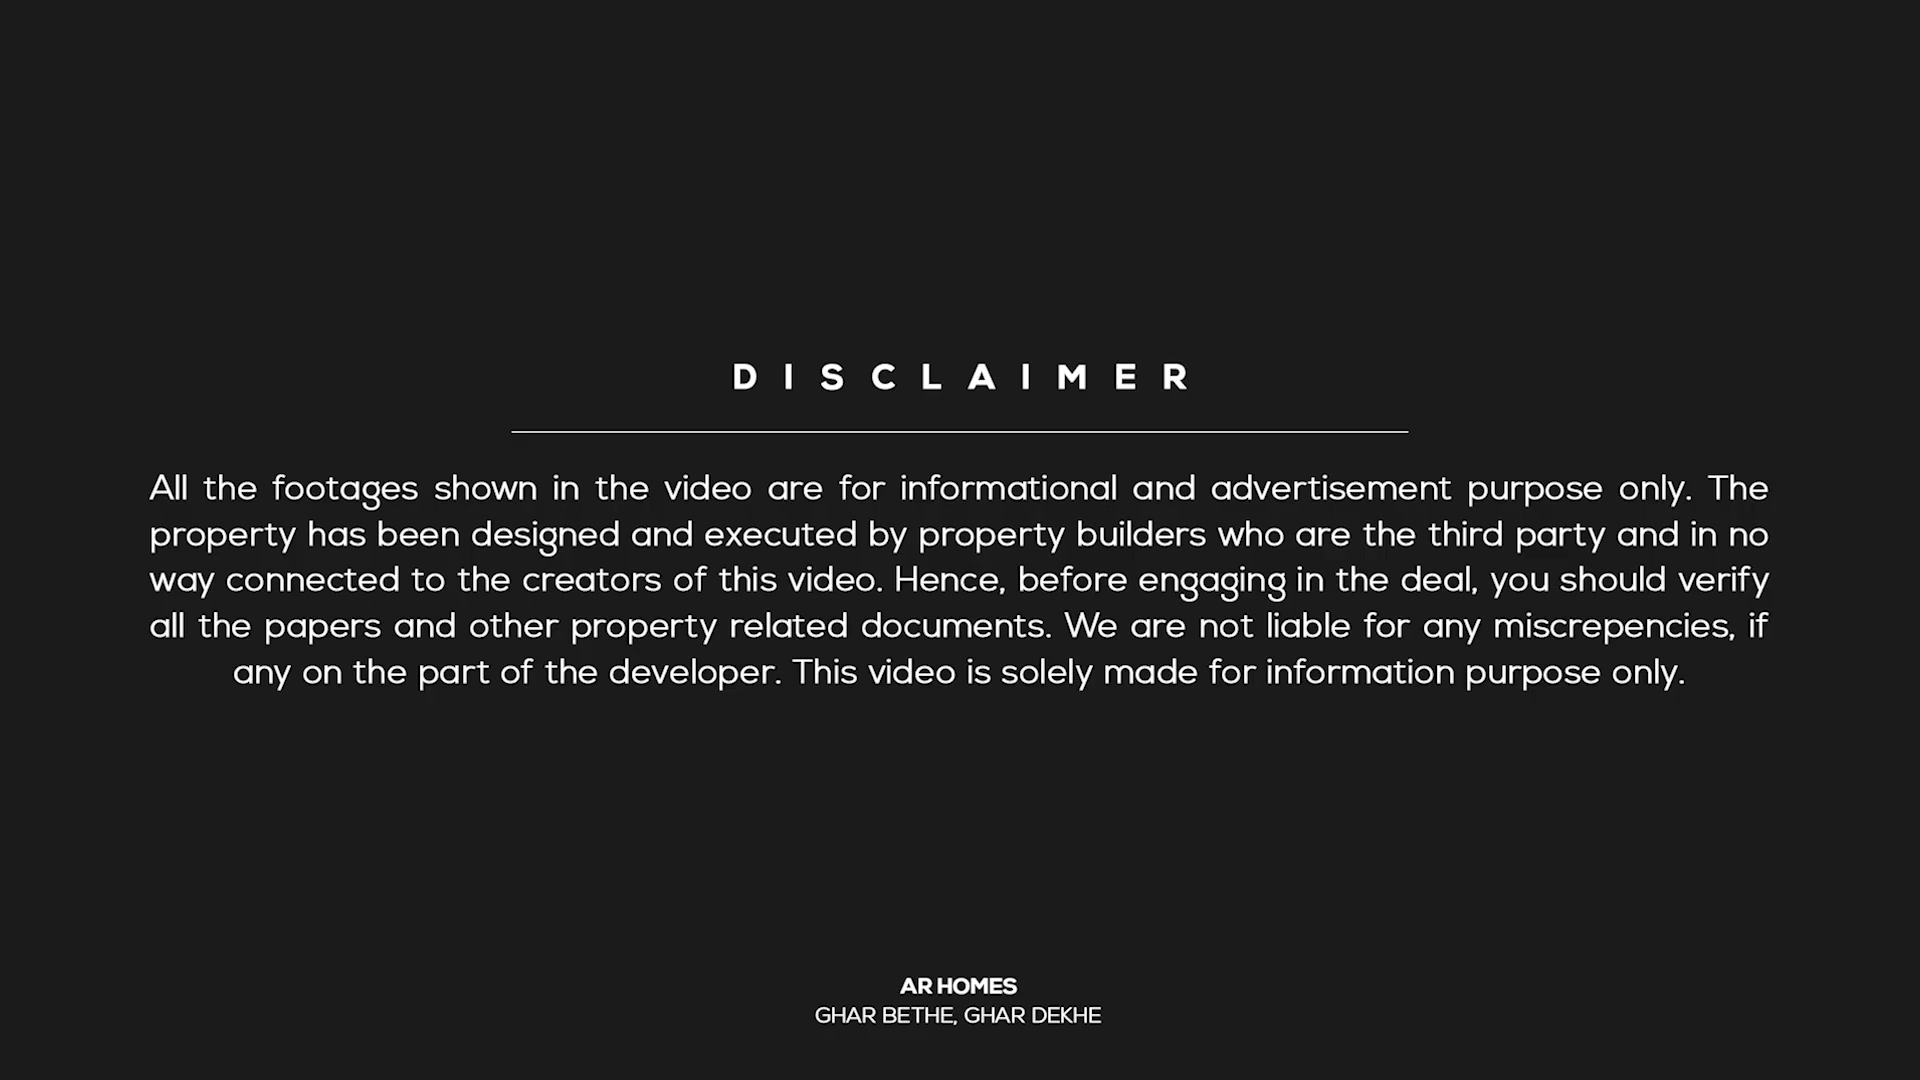 DISCLAIMER
All the footages shown in the video are for informational and advertisement purpose only. The
property has been designed and executed by property builders who are the third party and in no
way connected to the creators of this video. Hence, before engaging in the deal, you should verify
all the papers and other property related documents. We are not liable for any miscrepencies, if
any on the part of the developer. This video is solely made for information purpose only.
AR HOMES
GHAR BETHE, GHAR DEKHE